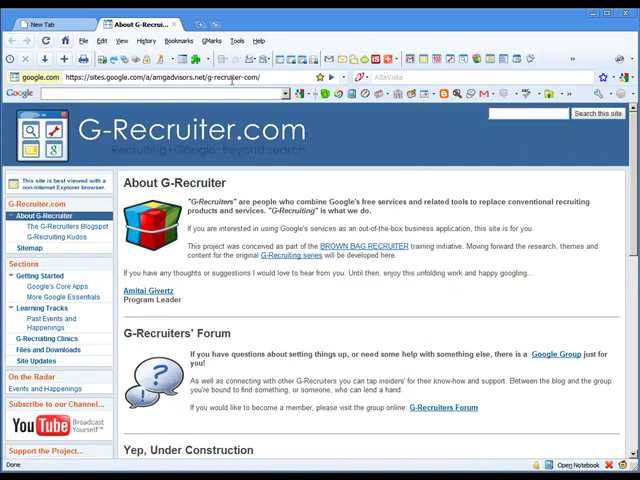 New Tab
About G-Recrui...
File Edit View History Bookmarks GMarks Tools Help
google.com https://sites.google.com/a/amgadvisors.net/g-recruiter-com/
AltaVista
Google
G-Recruiter.com
Recruiting+Google: Beyond search
Search this site
This site is best viewed with a
non-Internet Explorer browser.
G-Recruiter.com
About G-Recruiter
The G-Recruiters Blogspot
G-Recruiting Kudos
Sitemap
Sections
Getting Started
Google's Core Apps
More Google Essentials
Learning Tracks
Past Events and
Happenings
G-Recruiting Clinics
Files and Downloads
Site Updates
On the Radar
Events and Happenings
Subscribe to our Channel...
YouTube Broadcast
Yourself™
Support the Project...
About G-Recruiter
"G-Recruiters" are people who combine Google's free services and related tools to replace conventional recruiting
products and services. "G-Recruiting" is what we do.
If you are interested in using Google's services as an out-of-the-box business application, this site is for you.
This project was conceived as part of the BROWN BAG RECRUITER training initiative. Moving forward the research, themes and
content for the original G-Recruiting series will be developed here.
If you have any thoughts or suggestions I would love to hear from you. Until then, enjoy this unfolding work and happy googling...
Amitai Givertz
Program Leader
G-Recruiters' Forum
If you have questions about setting things up, or need some help with something else, there is a Google Group just for
you!
As well as connecting with other G-Recruiters you can tap insiders' for their know-how and support. Between the blog and the group
you're bound to find something, or someone, who can lend a hand.
If you would like to become a member, please visit the group online: G-Recruiters Forum
Yep, Under Construction
Done
Open Notebook